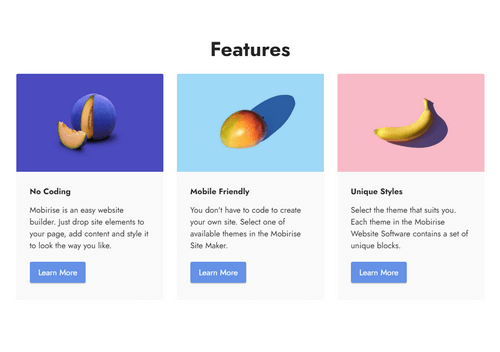 Features
No Coding
Mobirise is an easy website
builder. Just drop site elements to
your page, add content and style it
to look the way you like.
Learn More
Mobile Friendly
You don't have to code to create
your own site. Select one of
available themes in the Mobirise
Site Maker.
Learn More
Unique Styles
Select the theme that suits you.
Each theme in the Mobirise
Website Software contains a set of
unique blocks.
Learn More